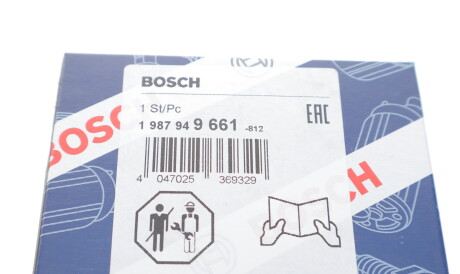 BOSCH
1 St/Pc
1 987 94 9 661 -812
EAC
4 047025 369329
BOSCH
BOSCH